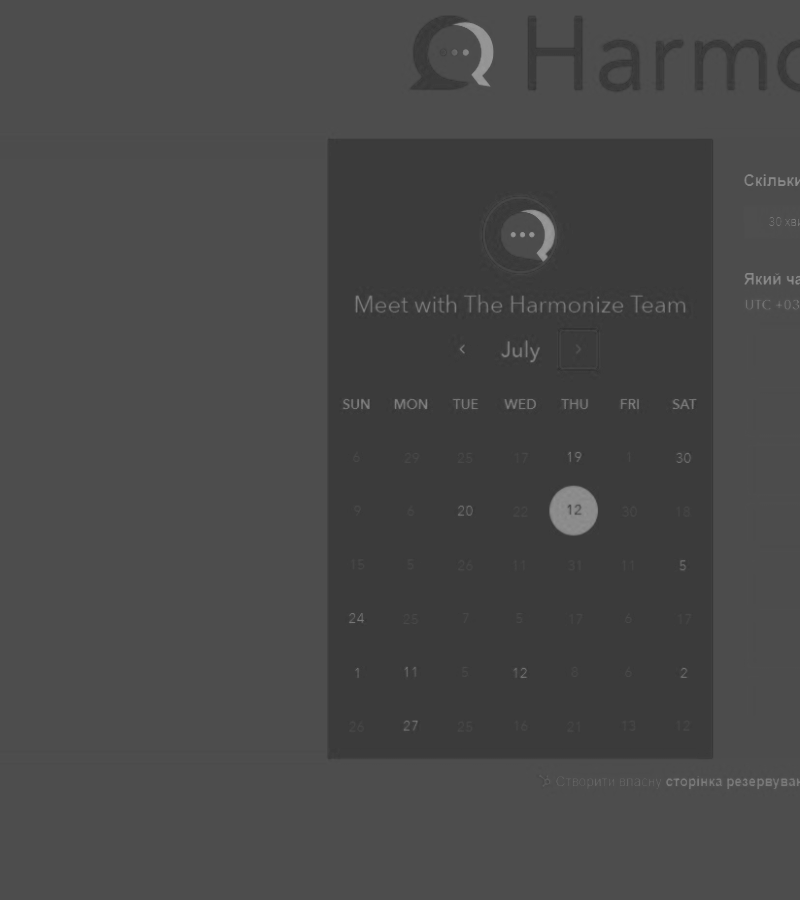 Harmo
Скільки
30 хви
Який ча
UTC +03
Meet with The Harmonize Team
July
SUN MON TUE WED THU FRI SAT
6 29 25 17 19 1 30
9 6 20 22 12 30 18
15 5 26 11 31 11 5
24 25 7 5 17 6 17
1 11 5 12 8 6 2
26 27 25 16 21 13 12
Створити власну сторінка резервуван